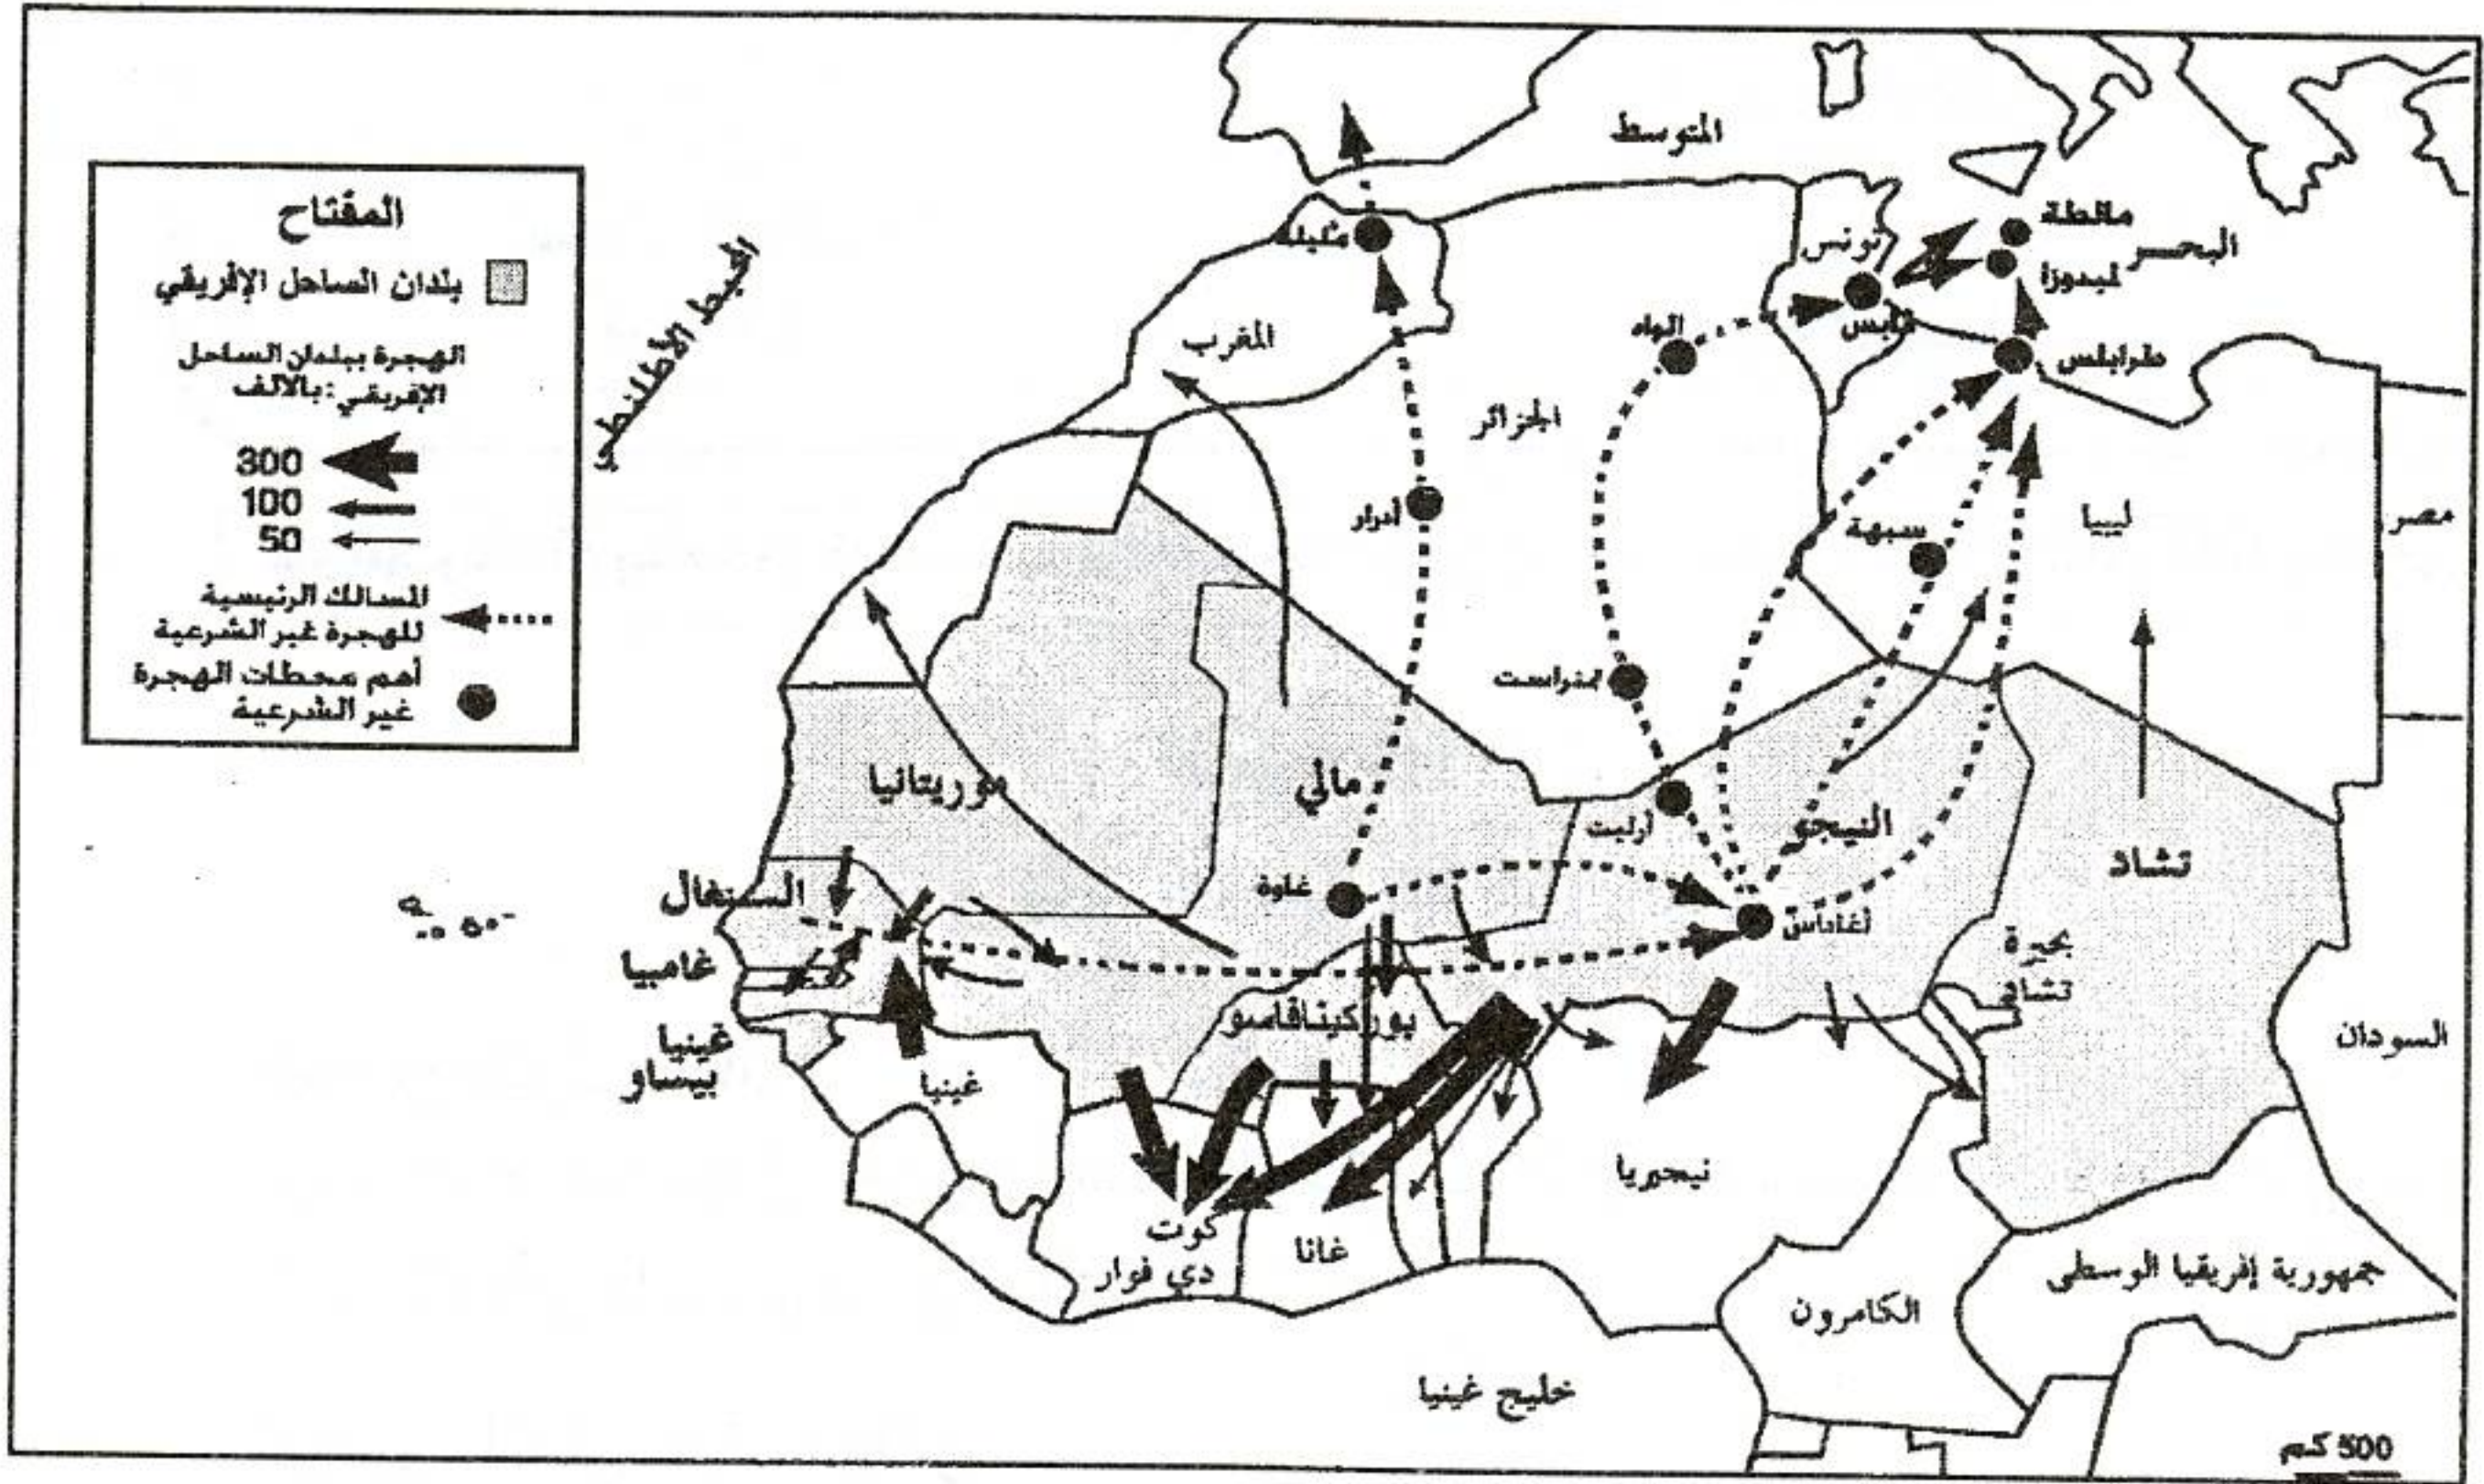 المفتاح
بلدان الساحل الإفريقي
الهجرة ببلدان الساحل
الإفريقي: بالالف
300
100
50
المسالك الرئيسية
للهجرة غير الشرعية
أهم محطات الهجرة
غير الشرعية
المحيط الأطلنطي
المتوسط
البحر
مالطة
لمبدوزا
تونس
قابس
طرابلس
مليلة
المغرب
الجزائر
أدرار
سبهة
ليبيا
مصر
تمنراست
موريتانيا
مالي
أرليت
النيجر
تشاد
السنغال
غاوة
أغاداس
غامبيا
بحيرة
تشاد
بوركينافاسو
غينيا
بيساو
غينيا
السودان
نيجيريا
كوت
دي فوار
غانا
جمهورية إفريقيا الوسطى
الكامرون
خليج غينيا
500 كم